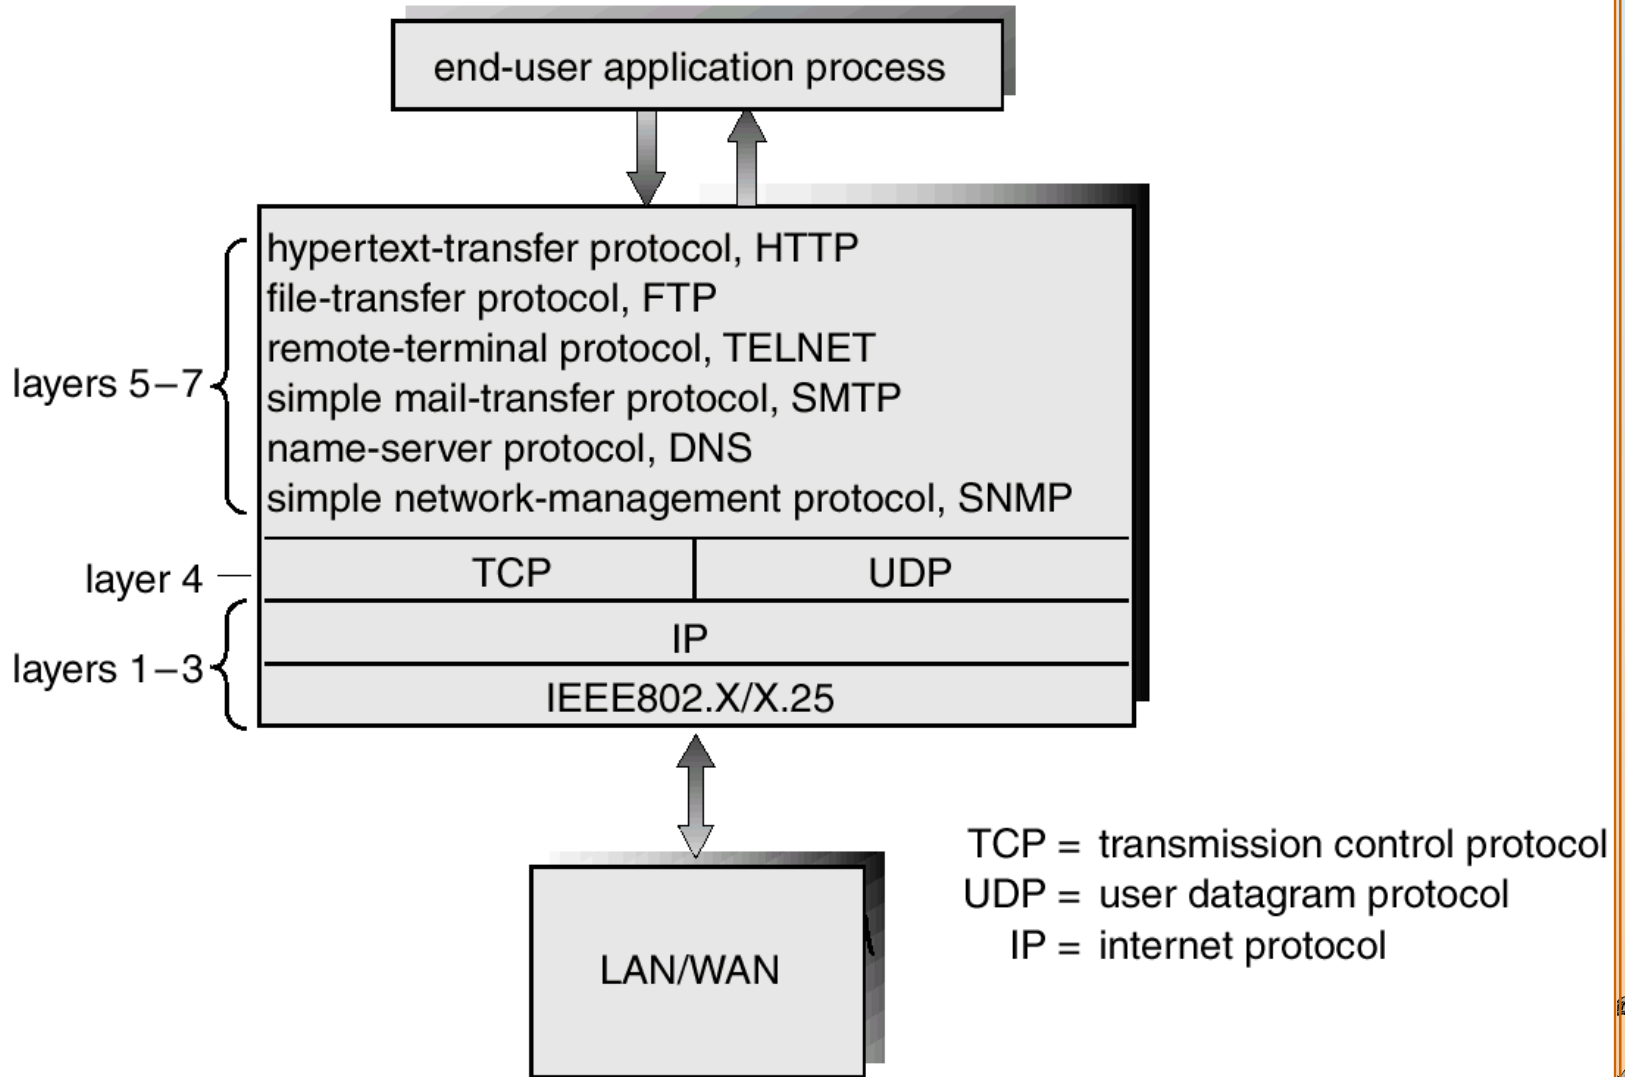 end-user application process
hypertext-transfer protocol, HTTP
file-transfer protocol, FTP
remote-terminal protocol, TELNET
layers 5–7
simple mail-transfer protocol, SMTP
name-server protocol, DNS
simple network-management protocol, SNMP
layer 4
TCP
UDP
IP
layers 1–3
IEEE802.X/X.25
TCP = transmission control protocol
UDP = user datagram protocol
IP = internet protocol
LAN/WAN